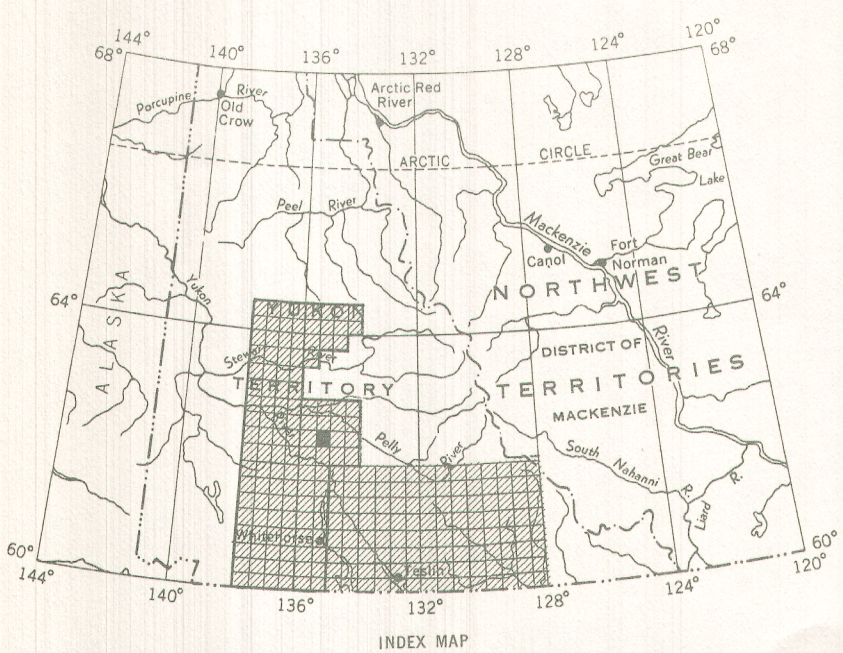 144°
140°
136°
132°
128°
124°
120°
68°
68°
Porcupine River
Old
Crow
Arctic Red
River
ARCTIC CIRCLE
Great Bear
Lake
Peel River
Mackenzie
Canol
Fort
Norman
River
Yukon
ALASKA
64°
64°
YUKON
TERRITORY
NORTHWEST
TERRITORIES
DISTRICT OF
MACKENZIE
Stewart River
Pelly
River
South Nahanni R.
Liard R.
Whitehorse
Teslin
60°
60°
144°
140°
136°
132°
128°
124°
120°
INDEX MAP